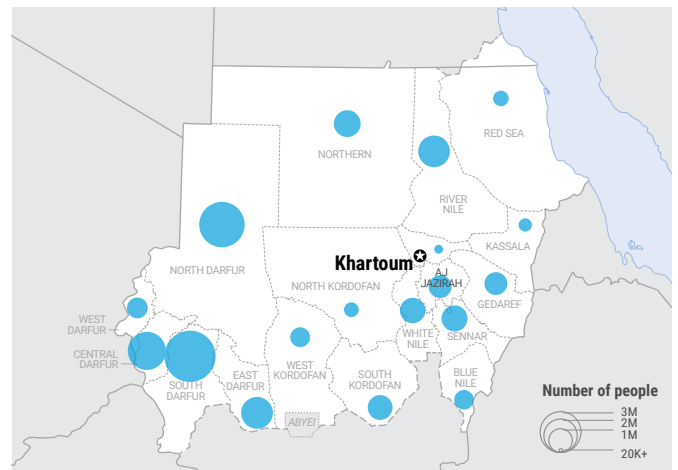 RED SEA
NORTHERN
RIVER
NILE
KASSALA
Khartoum
NORTH DARFUR
AJ
JAZIRAH
NORTH KORDOFAN
GEDAREF
WEST
DARFUR
WHITE
NILE
SENNAR
CENTRAL
DARFUR
WEST
KORDOFAN
EAST
DARFUR
SOUTH
KORDOFAN
BLUE
NILE
SOUTH
DARFUR
ABYEI
Number of people
3M
2M
1M
20K+